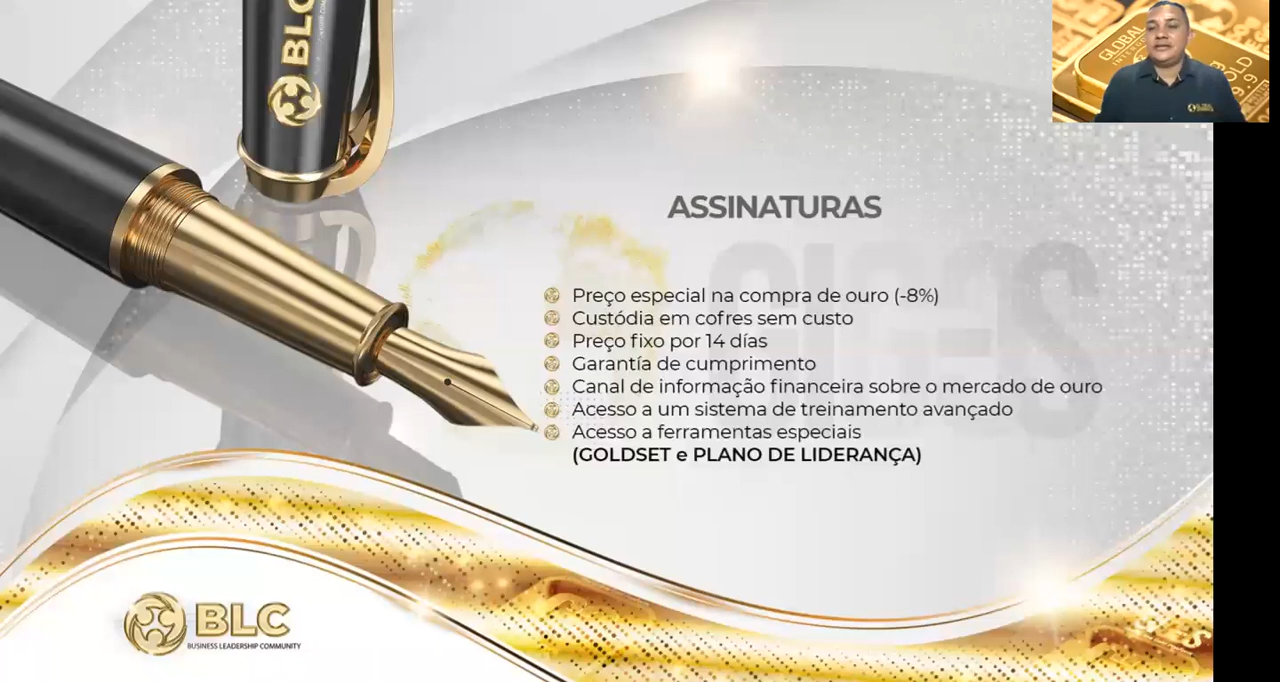 BLC
GLOBAL
ASSINATURAS
Preço especial na compra de ouro (-8%)
Custódia em cofres sem custo
Preço fixo por 14 días
Garantía de cumprimento
Canal de informação financeira sobre o mercado de ouro
Acesso a um sistema de treinamento avançado
Acesso a ferramentas especiais
(GOLDSET e PLANO DE LIDERANÇA)
BLC
BUSINESS LEADERSHIP COMMUNITY